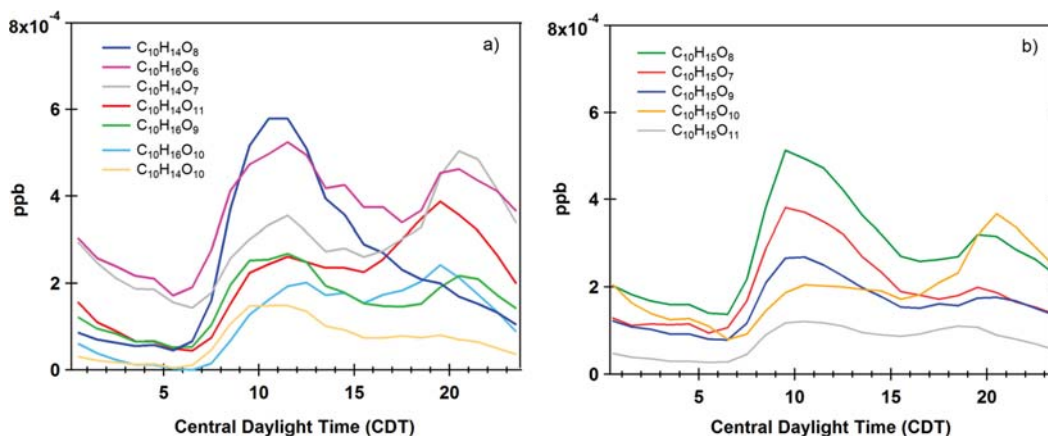 8x10⁻⁴
a)
C₁₀H₁₄O₈
C₁₀H₁₆O₆
C₁₀H₁₄O₇
C₁₀H₁₄O₁₁
C₁₀H₁₆O₉
C₁₀H₁₆O₁₀
C₁₀H₁₄O₁₀
6
4
2
0
ppb
5
10
15
20
Central Daylight Time (CDT)
8x10⁻⁴
b)
C₁₀H₁₅O₈
C₁₀H₁₅O₇
C₁₀H₁₅O₉
C₁₀H₁₅O₁₀
C₁₀H₁₅O₁₁
6
4
2
0
ppb
5
10
15
20
Central Daylight Time (CDT)